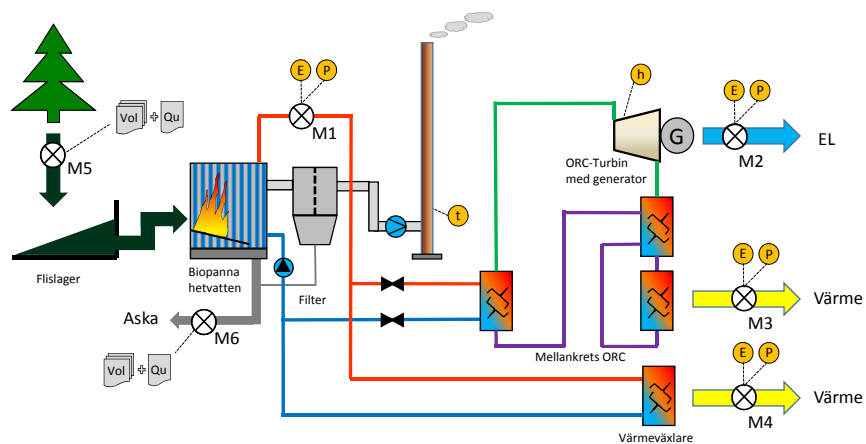 E
P
h
E
P
Vol
+
Qu
M1
G
M5
M2
EL
ORC-Turbin
med generator
t
Flislager
Biopanna
hetvatten
Filter
E
P
Värme
M3
Aska
M6
Vol
+
Qu
Mellankrets ORC
E
P
Värme
M4
Värmeväxlare